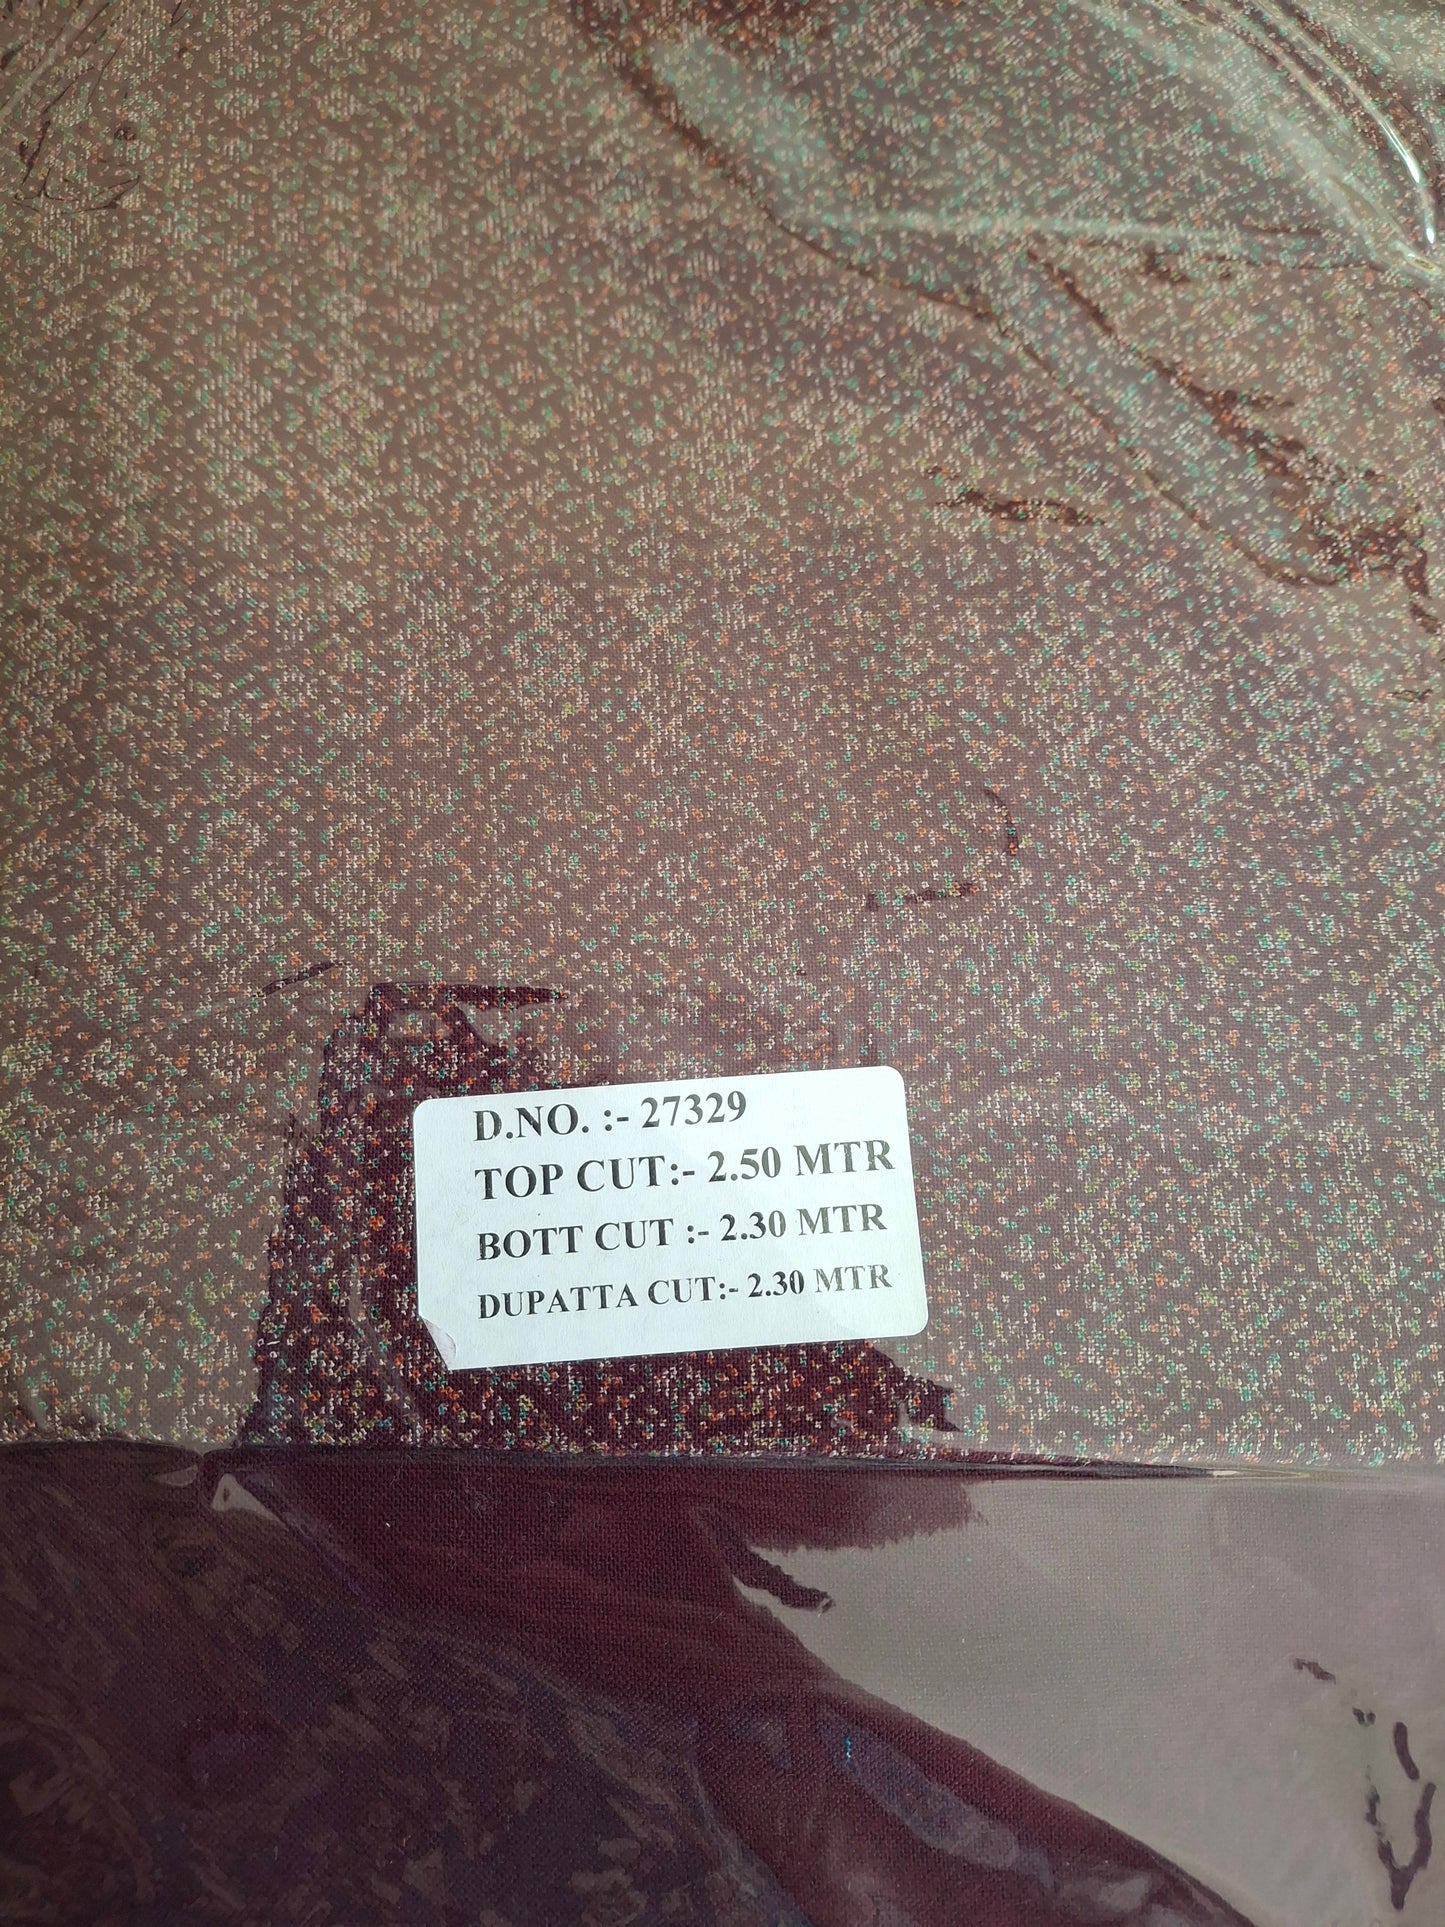 D.NO. :- 27329
TOP CUT:- 2.50 MTR
BOTT CUT :- 2.30 MTR
DUPATTA CUT:- 2.30 MTR